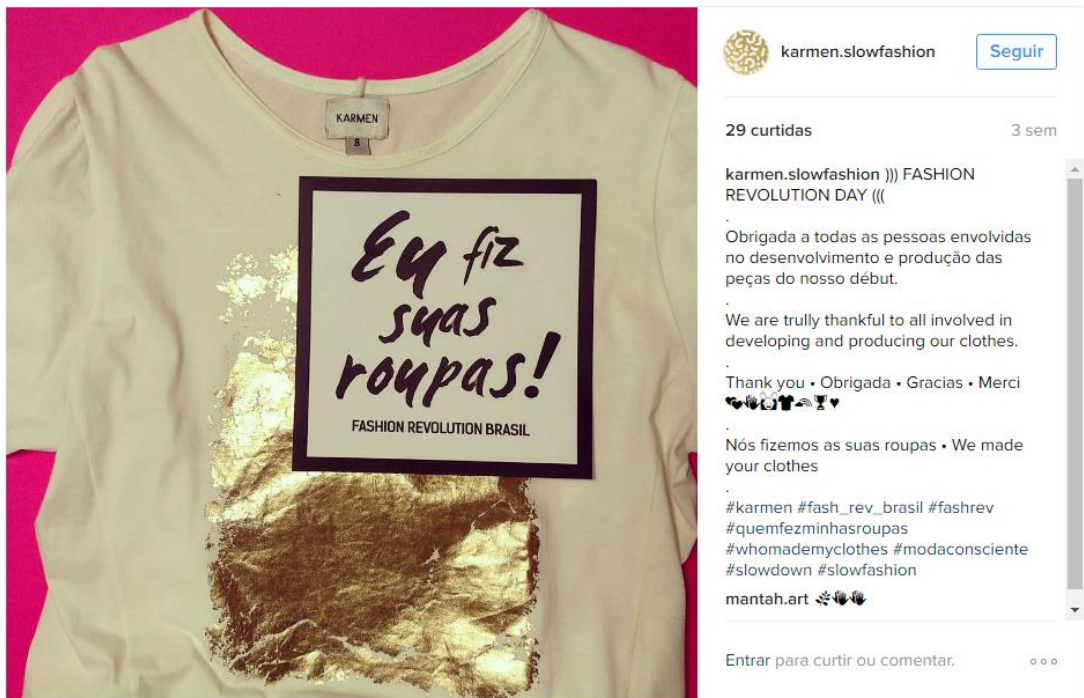 KARMEN
S
Eu fiz
suas
roupas!
FASHION REVOLUTION BRASIL
karmen.slowfashion
Seguir
29 curtidas
3 sem
karmen.slowfashion ))) FASHION
REVOLUTION DAY (((
.
Obrigada a todas as pessoas envolvidas
no desenvolvimento e produção das
peças do nosso début.
.
We are trully thankful to all involved in
developing and producing our clothes.
.
Thank you • Obrigada • Gracias • Merci
.
Nós fizemos as suas roupas • We made
your clothes
.
#karmen #fash_rev_brasil #fashrev
#quemfezminhasroupas
#whomademyclothes #modaconsciente
#slowdown #slowfashion
mantah.art
Entrar para curtir ou comentar.